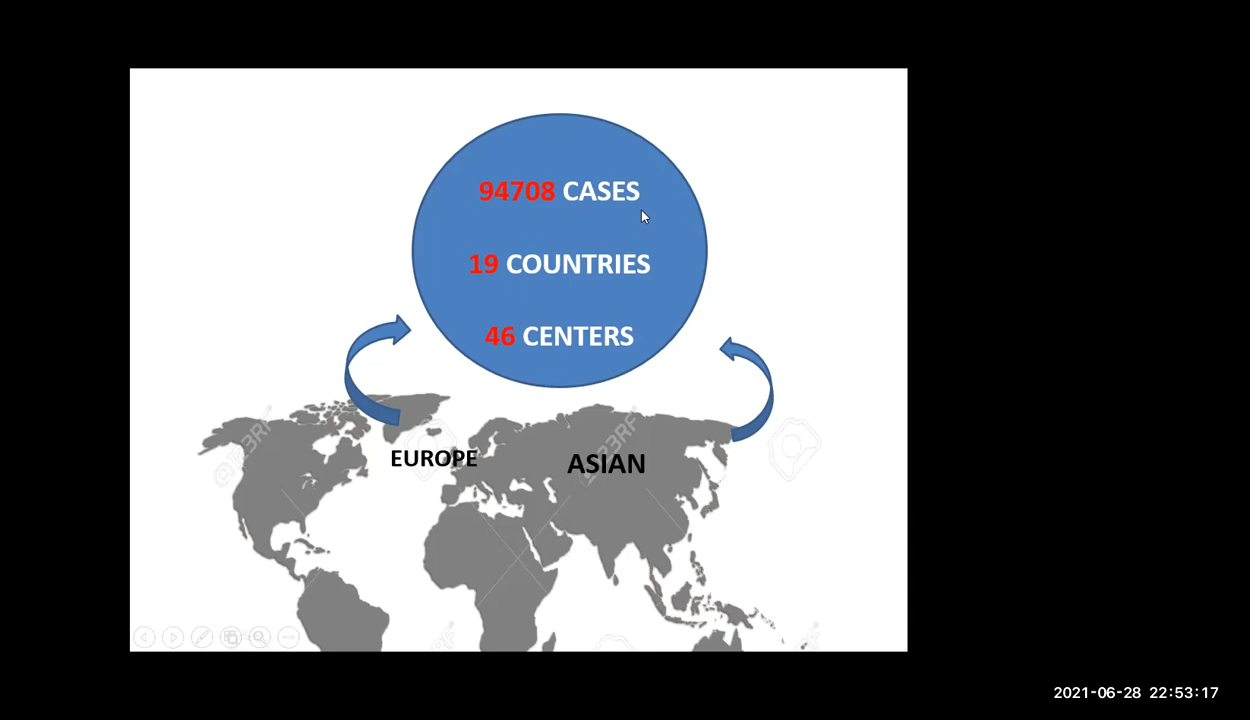 94708 CASES
19 COUNTRIES
46 CENTERS
EUROPE
ASIAN
2021-06-28 22:53:17